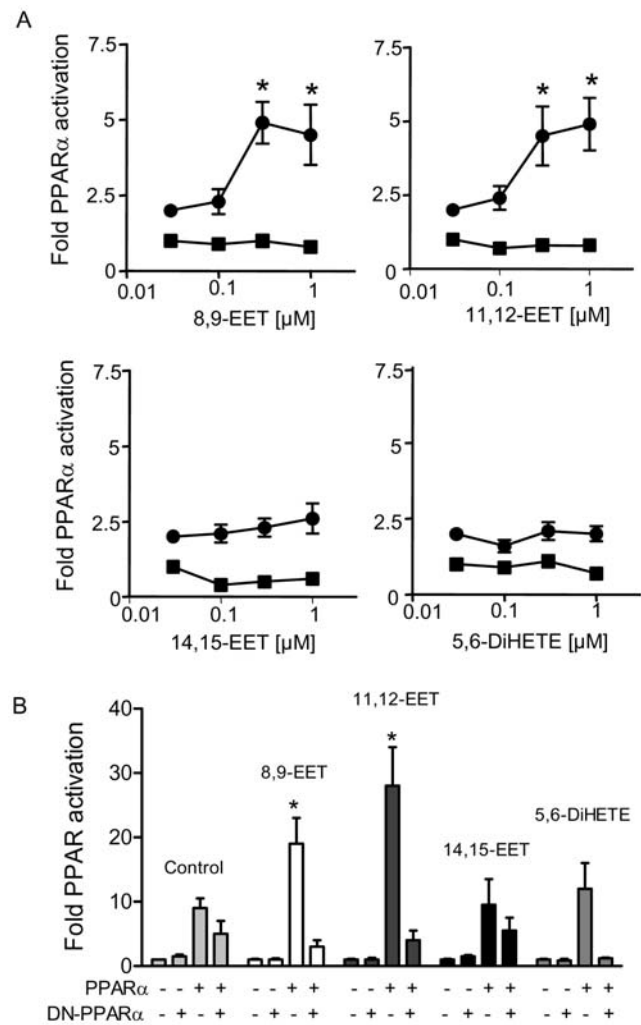 A
Fold PPARα activation
7.5
5
2.5
0
* *
0.01 0.1 1
8,9-EET [µM]
7.5
5
2.5
0
* *
0.01 0.1 1
11,12-EET [µM]
Fold PPARα activation
7.5
5
2.5
0
0.01 0.1 1
14,15-EET [µM]
7.5
5
2.5
0
0.01 0.1 1
5,6-DiHETE [µM]
B
Fold PPAR activation
40
30
20
10
0
Control
8,9-EET
*
11,12-EET
*
14,15-EET
5,6-DiHETE
PPARα - - + + - - + + - - + + - - + + - - + +
DN-PPARα - + - + - + - + - + - + - + - + - + - +